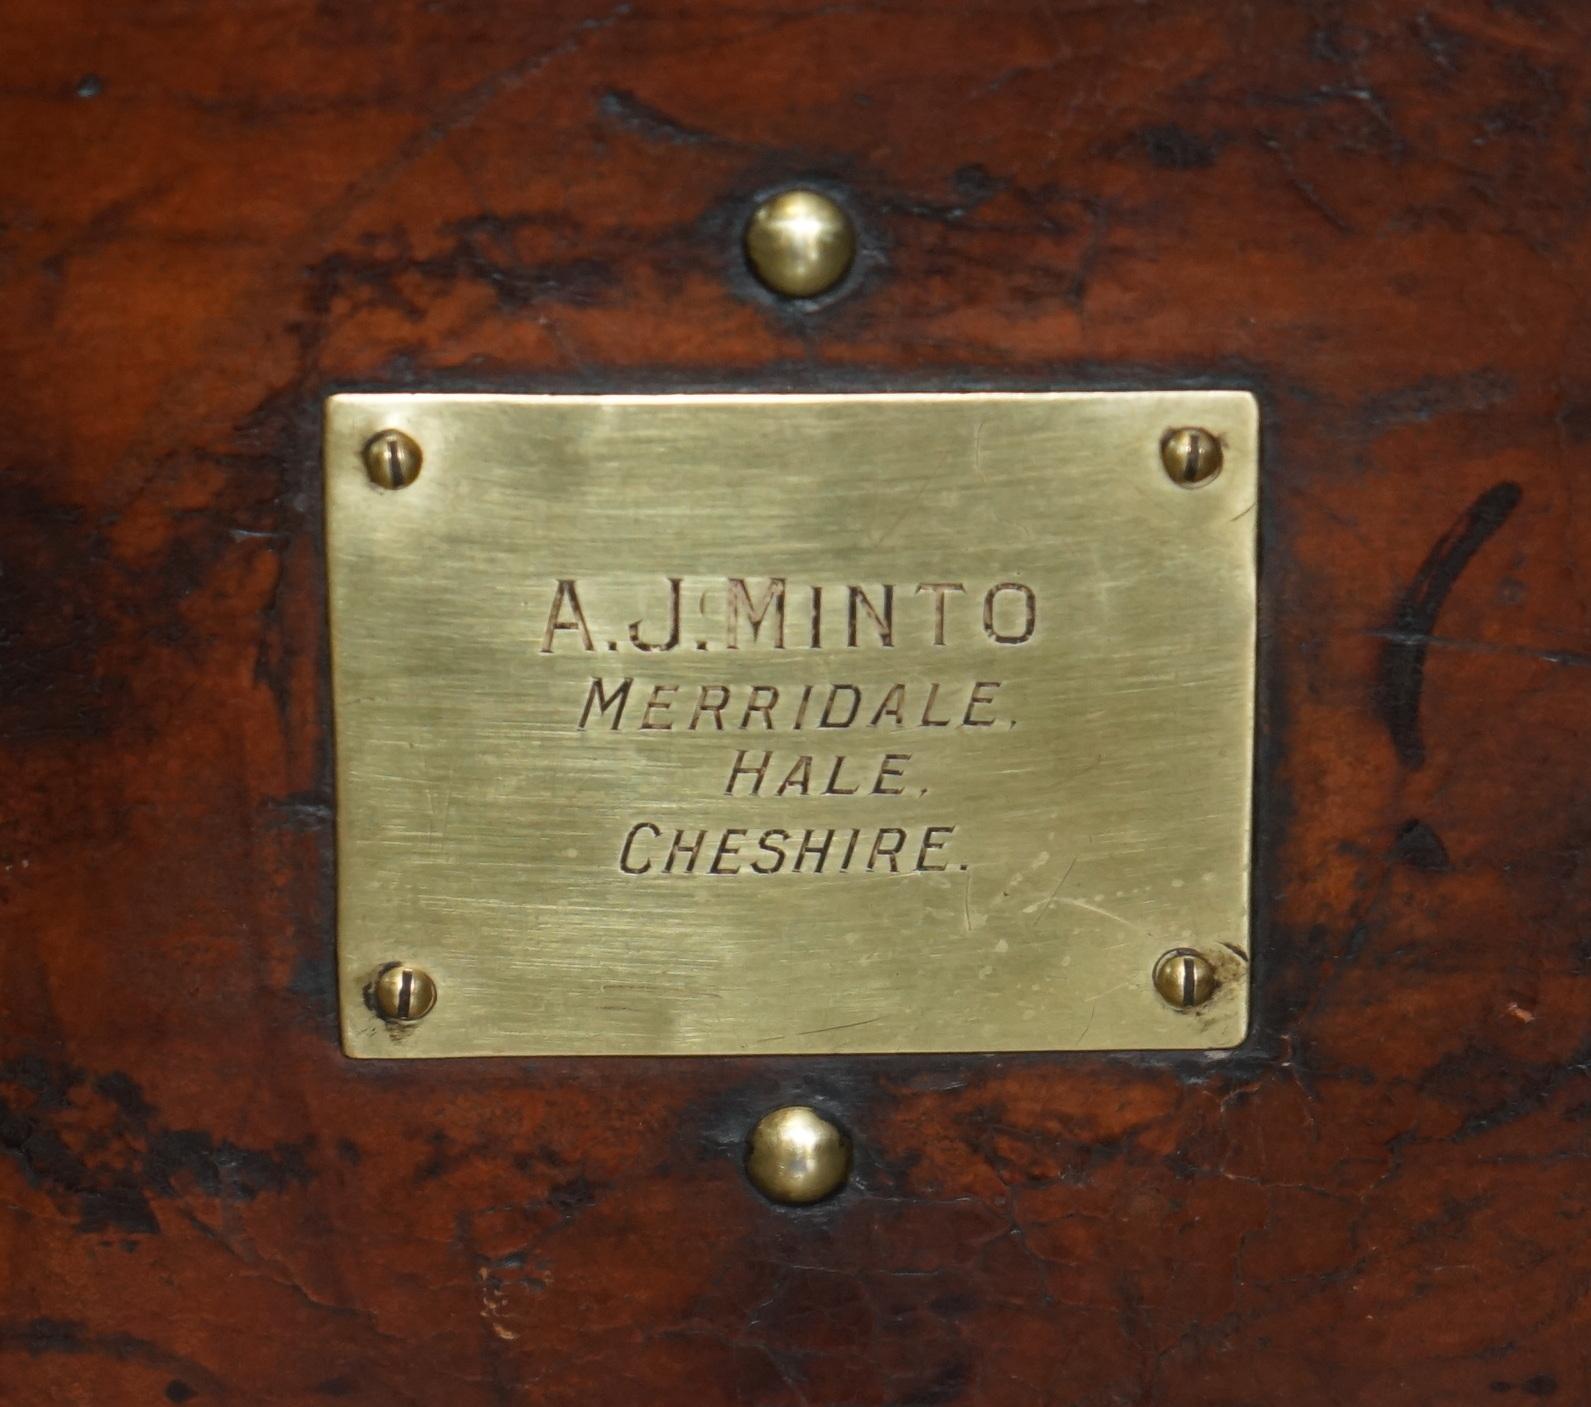 A.J.MINTO
MERRIDALE,
HALE,
CHESHIRE.